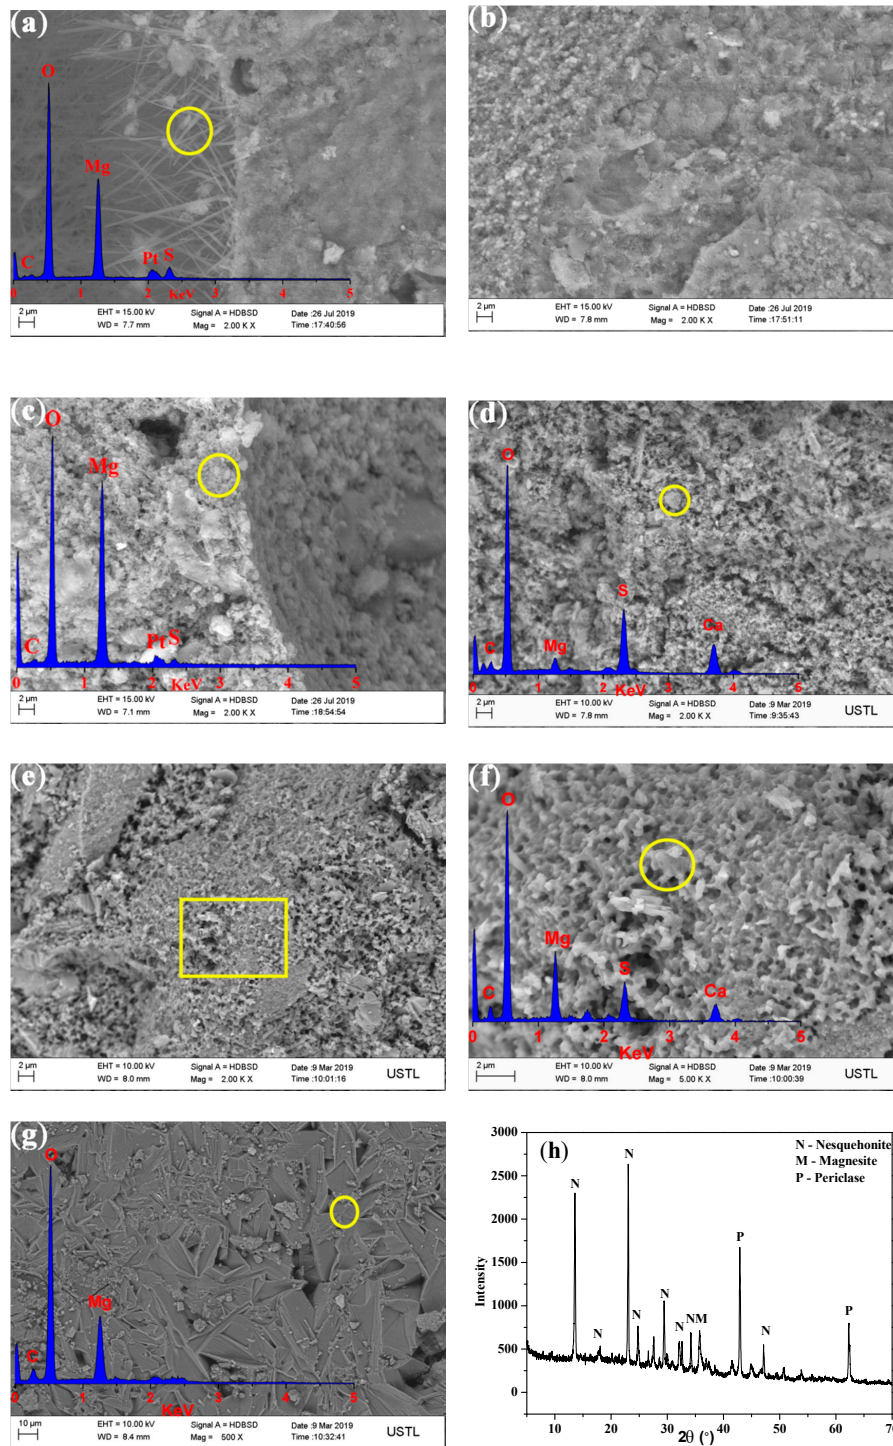 (a)
O
Mg
C
Pt
S
0 1 2 3 4 5
KeV
2 µm
EHT = 15.00 kV Signal A = HDBSD Date :26 Jul 2019
WD = 7.7 mm Mag = 2.00 K X Time :17:40:56
(b)
2 µm
EHT = 15.00 kV Signal A = HDBSD Date :26 Jul 2019
WD = 7.8 mm Mag = 2.00 K X Time :17:51:11
(c)
O
Mg
C
Pt
S
0 1 2 3 4 5
KeV
2 µm
EHT = 15.00 kV Signal A = HDBSD Date :26 Jul 2019
WD = 7.1 mm Mag = 2.00 K X Time :18:54:54
(d)
O
S
Ca
C
Mg
0 1 2 3 4 5
KeV
2 µm
EHT = 10.00 kV Signal A = HDBSD Date :9 Mar 2019
WD = 7.8 mm Mag = 2.00 K X Time :9:35:43 USTL
(e)
2 µm
EHT = 10.00 kV Signal A = HDBSD Date :9 Mar 2019
WD = 8.0 mm Mag = 2.00 K X Time :10:01:16 USTL
(f)
O
Mg
S
C
Ca
0 1 2 3 4 5
KeV
2 µm
EHT = 10.00 kV Signal A = HDBSD Date :9 Mar 2019
WD = 8.0 mm Mag = 5.00 K X Time :10:00:39 USTL
(g)
O
Mg
C
0 1 2 3 4 5
KeV
10 µm
EHT = 10.00 kV Signal A = HDBSD Date :9 Mar 2019
WD = 8.4 mm Mag = 500 X Time :10:32:41 USTL
(h)
N - Nesquehonite
M - Magnesite
P - Periclase
3000
2500
2000
1500
1000
500
0
Intensity
N
N
N
N
N
N
N
M
P
N
P
10 20 30 40 50 60 70
2θ (°)